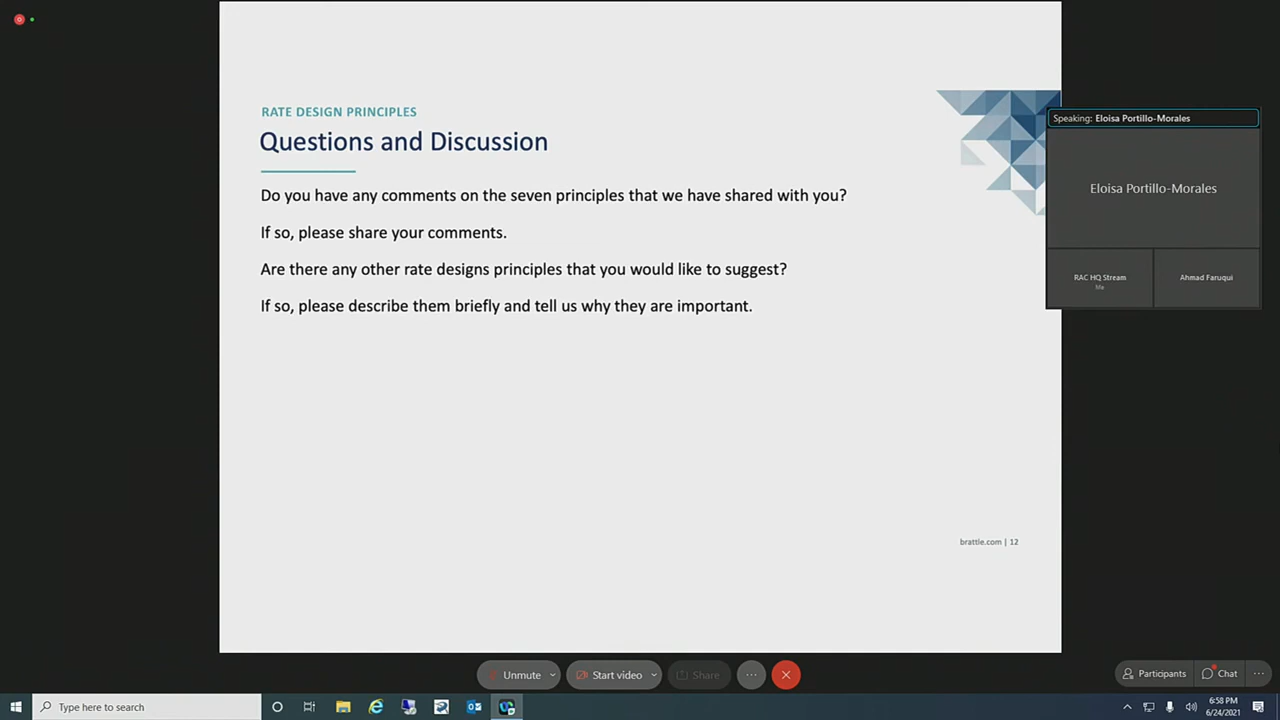 RATE DESIGN PRINCIPLES
Questions and Discussion
Do you have any comments on the seven principles that we have shared with you?
If so, please share your comments.
Are there any other rate designs principles that you would like to suggest?
If so, please describe them briefly and tell us why they are important.
brattle.com | 12
Speaking: Eloisa Portillo-Morales
Eloisa Portillo-Morales
RAC HQ Stream
Me
Ahmad Faruqui
Unmute
Start video
Share
Participants
Chat
Type here to search
6:58 PM
6/24/2021